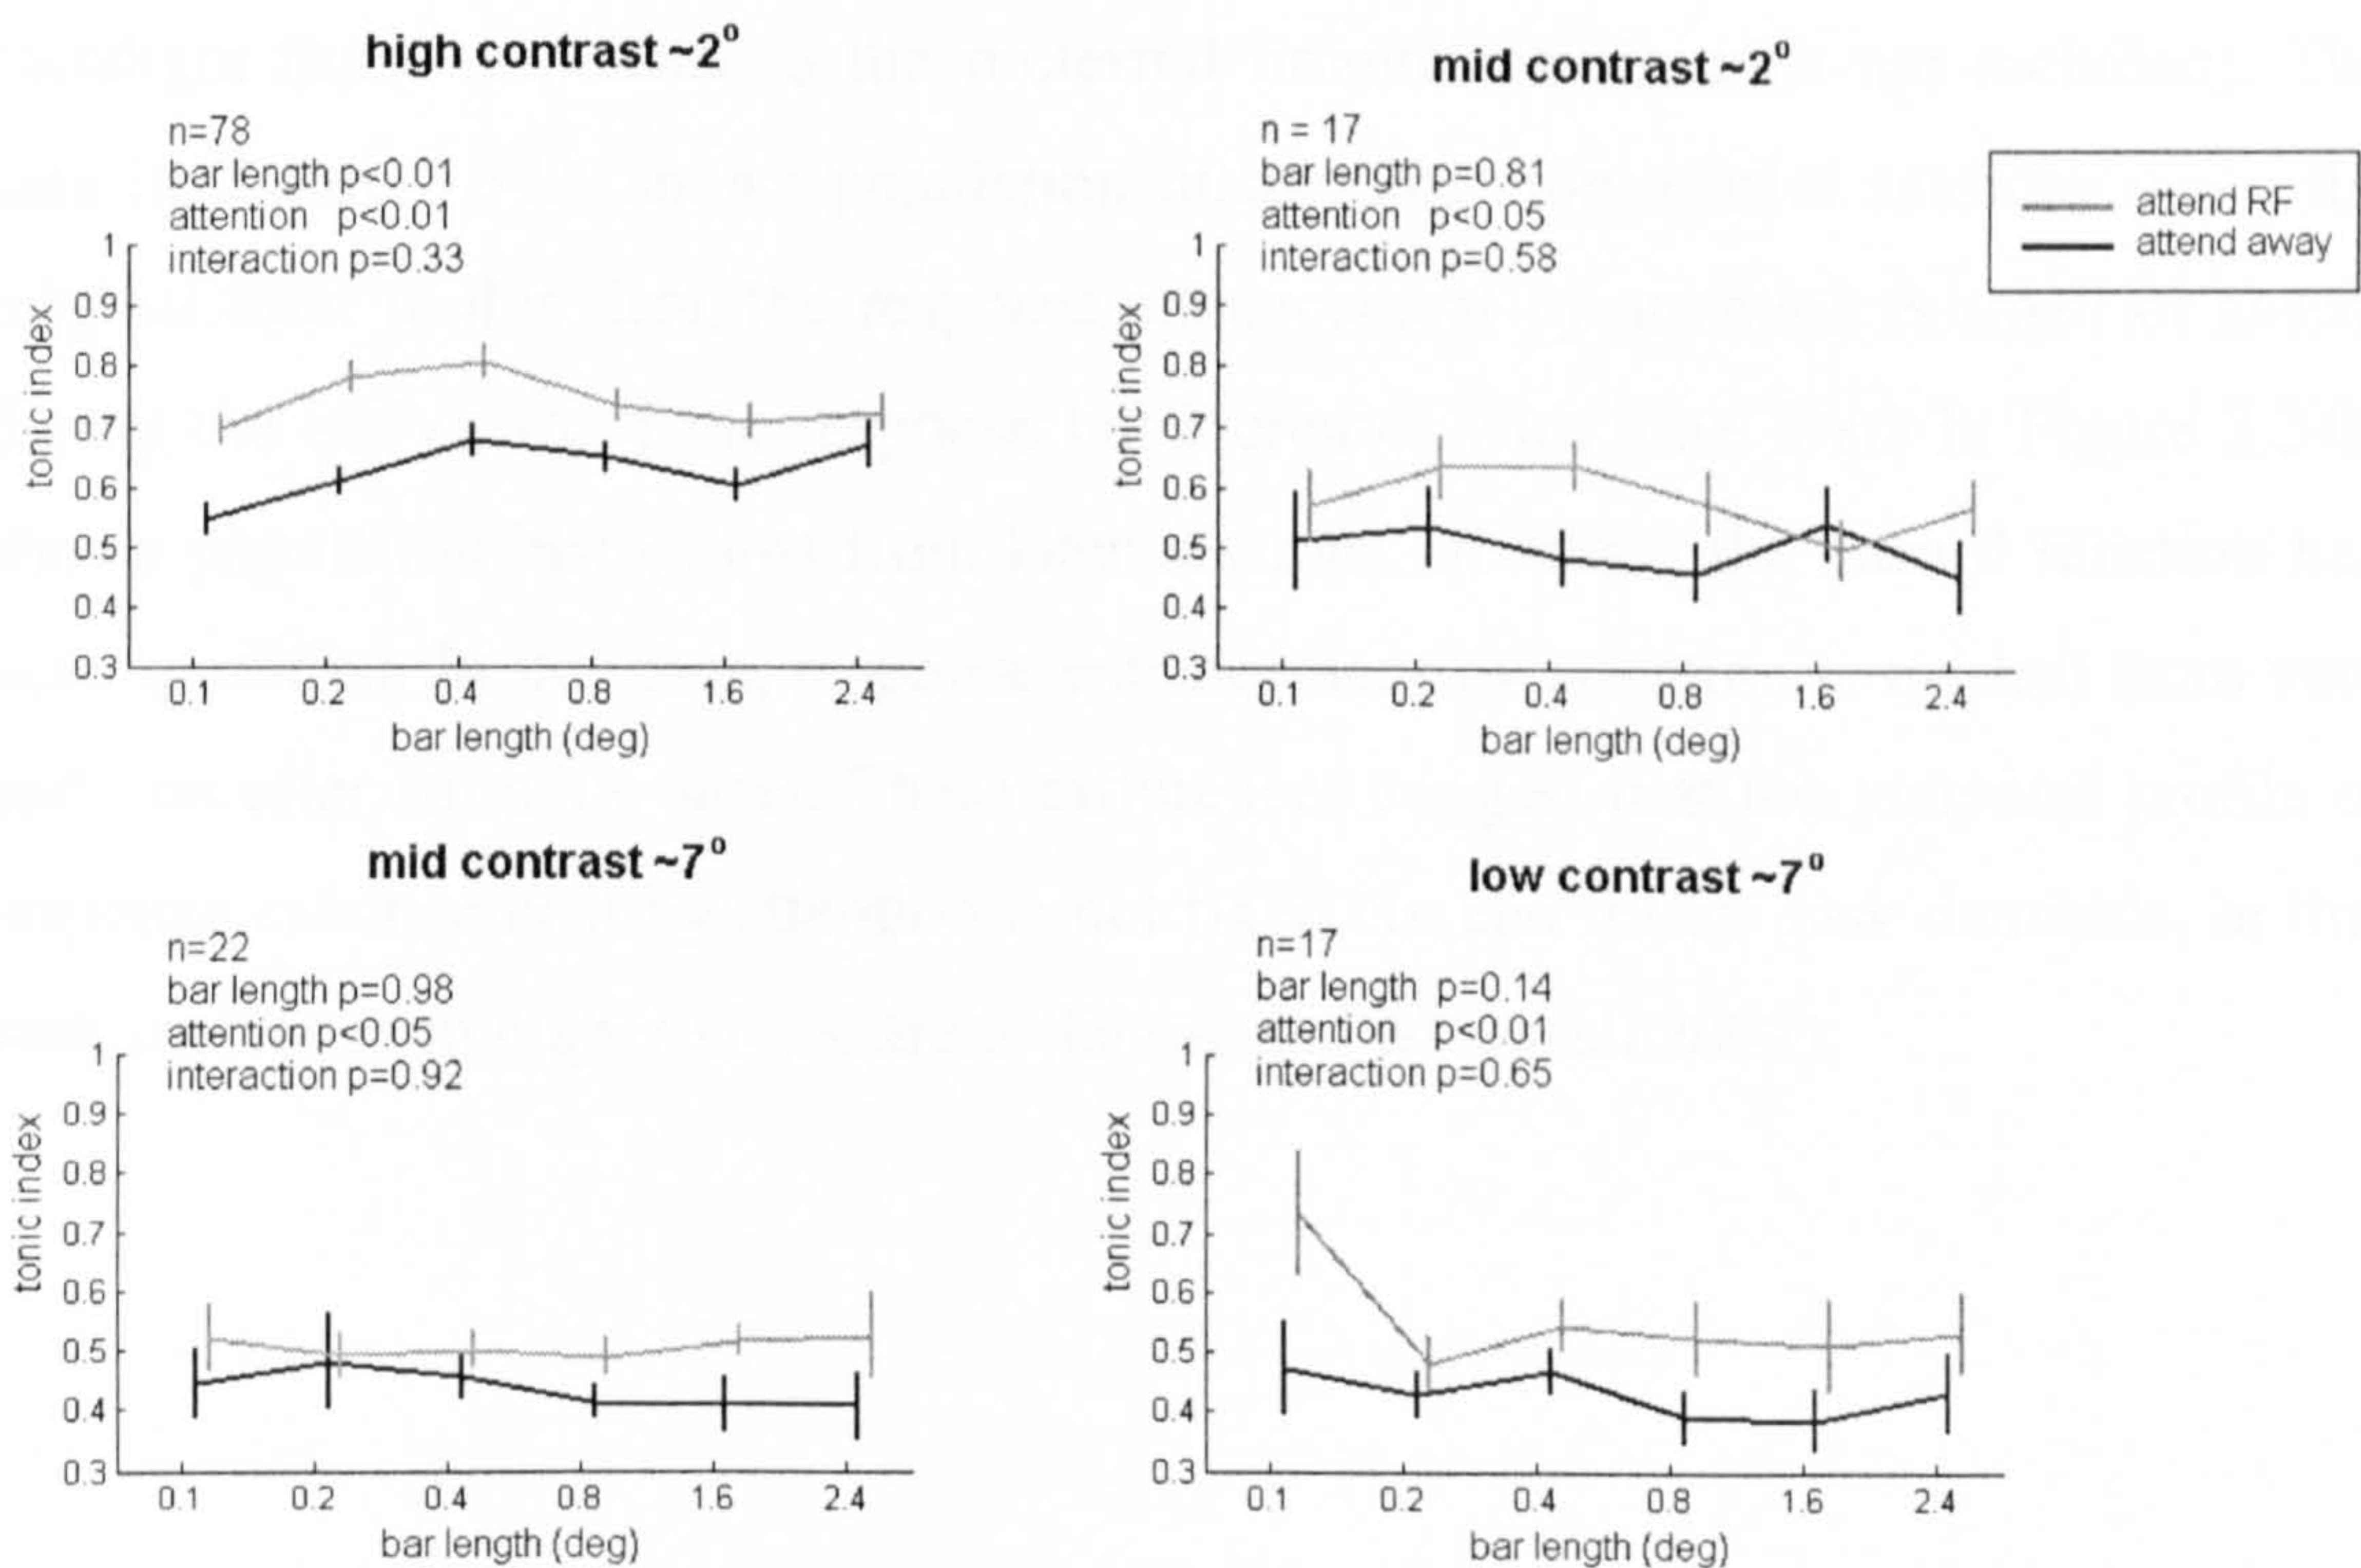 high contrast ~2⁰
n=78
bar length p<0.01
attention p<0.01
interaction p=0.33
1
0.9
0.8
0.7
0.6
0.5
0.4
0.3
tonic index
0.1 0.2 0.4 0.8 1.6 2.4
bar length (deg)
mid contrast ~2⁰
n = 17
bar length p=0.81
attention p<0.05
interaction p=0.58
1
0.9
0.8
0.7
0.6
0.5
0.4
0.3
tonic index
0.1 0.2 0.4 0.8 1.6 2.4
bar length (deg)
attend RF
attend away
mid contrast ~7⁰
n=22
bar length p=0.98
attention p<0.05
interaction p=0.92
1
0.9
0.8
0.7
0.6
0.5
0.4
0.3
tonic index
0.1 0.2 0.4 0.8 1.6 2.4
bar length (deg)
low contrast ~7⁰
n=17
bar length p=0.14
attention p<0.01
interaction p=0.65
1
0.9
0.8
0.7
0.6
0.5
0.4
0.3
tonic index
0.1 0.2 0.4 0.8 1.6 2.4
bar length (deg)